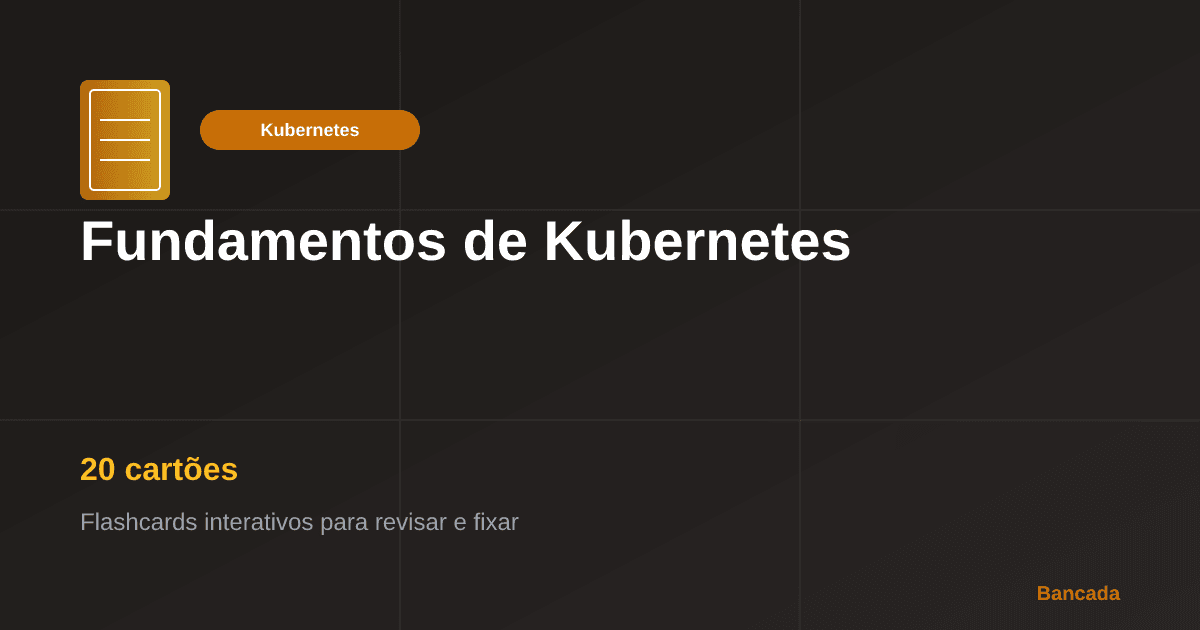 Kubernetes
Fundamentos de Kubernetes
20 cartões
Flashcards interativos para revisar e fixar
Bancada